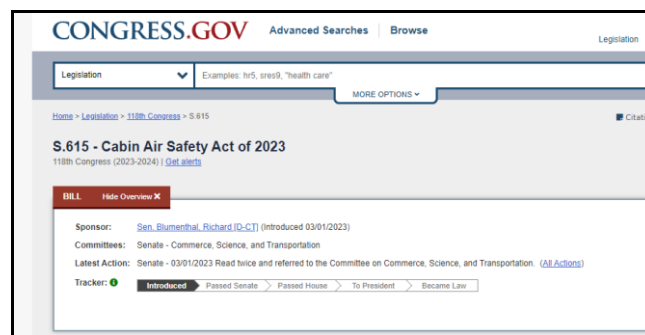 CONGRESS.GOV Advanced Searches Browse
Legislation
Legislation Examples: hr5, sres9, "health care"
MORE OPTIONS
Home > Legislation > 118th Congress > S.615
Citati
S.615 - Cabin Air Safety Act of 2023
118th Congress (2023-2024) | Get alerts
BILL Hide Overview X
Sponsor: Sen. Blumenthal, Richard [D-CT] (Introduced 03/01/2023)
Committees: Senate - Commerce, Science, and Transportation
Latest Action: Senate - 03/01/2023 Read twice and referred to the Committee on Commerce, Science, and Transportation. (All Actions)
Tracker: Introduced Passed Senate Passed House To President Became Law